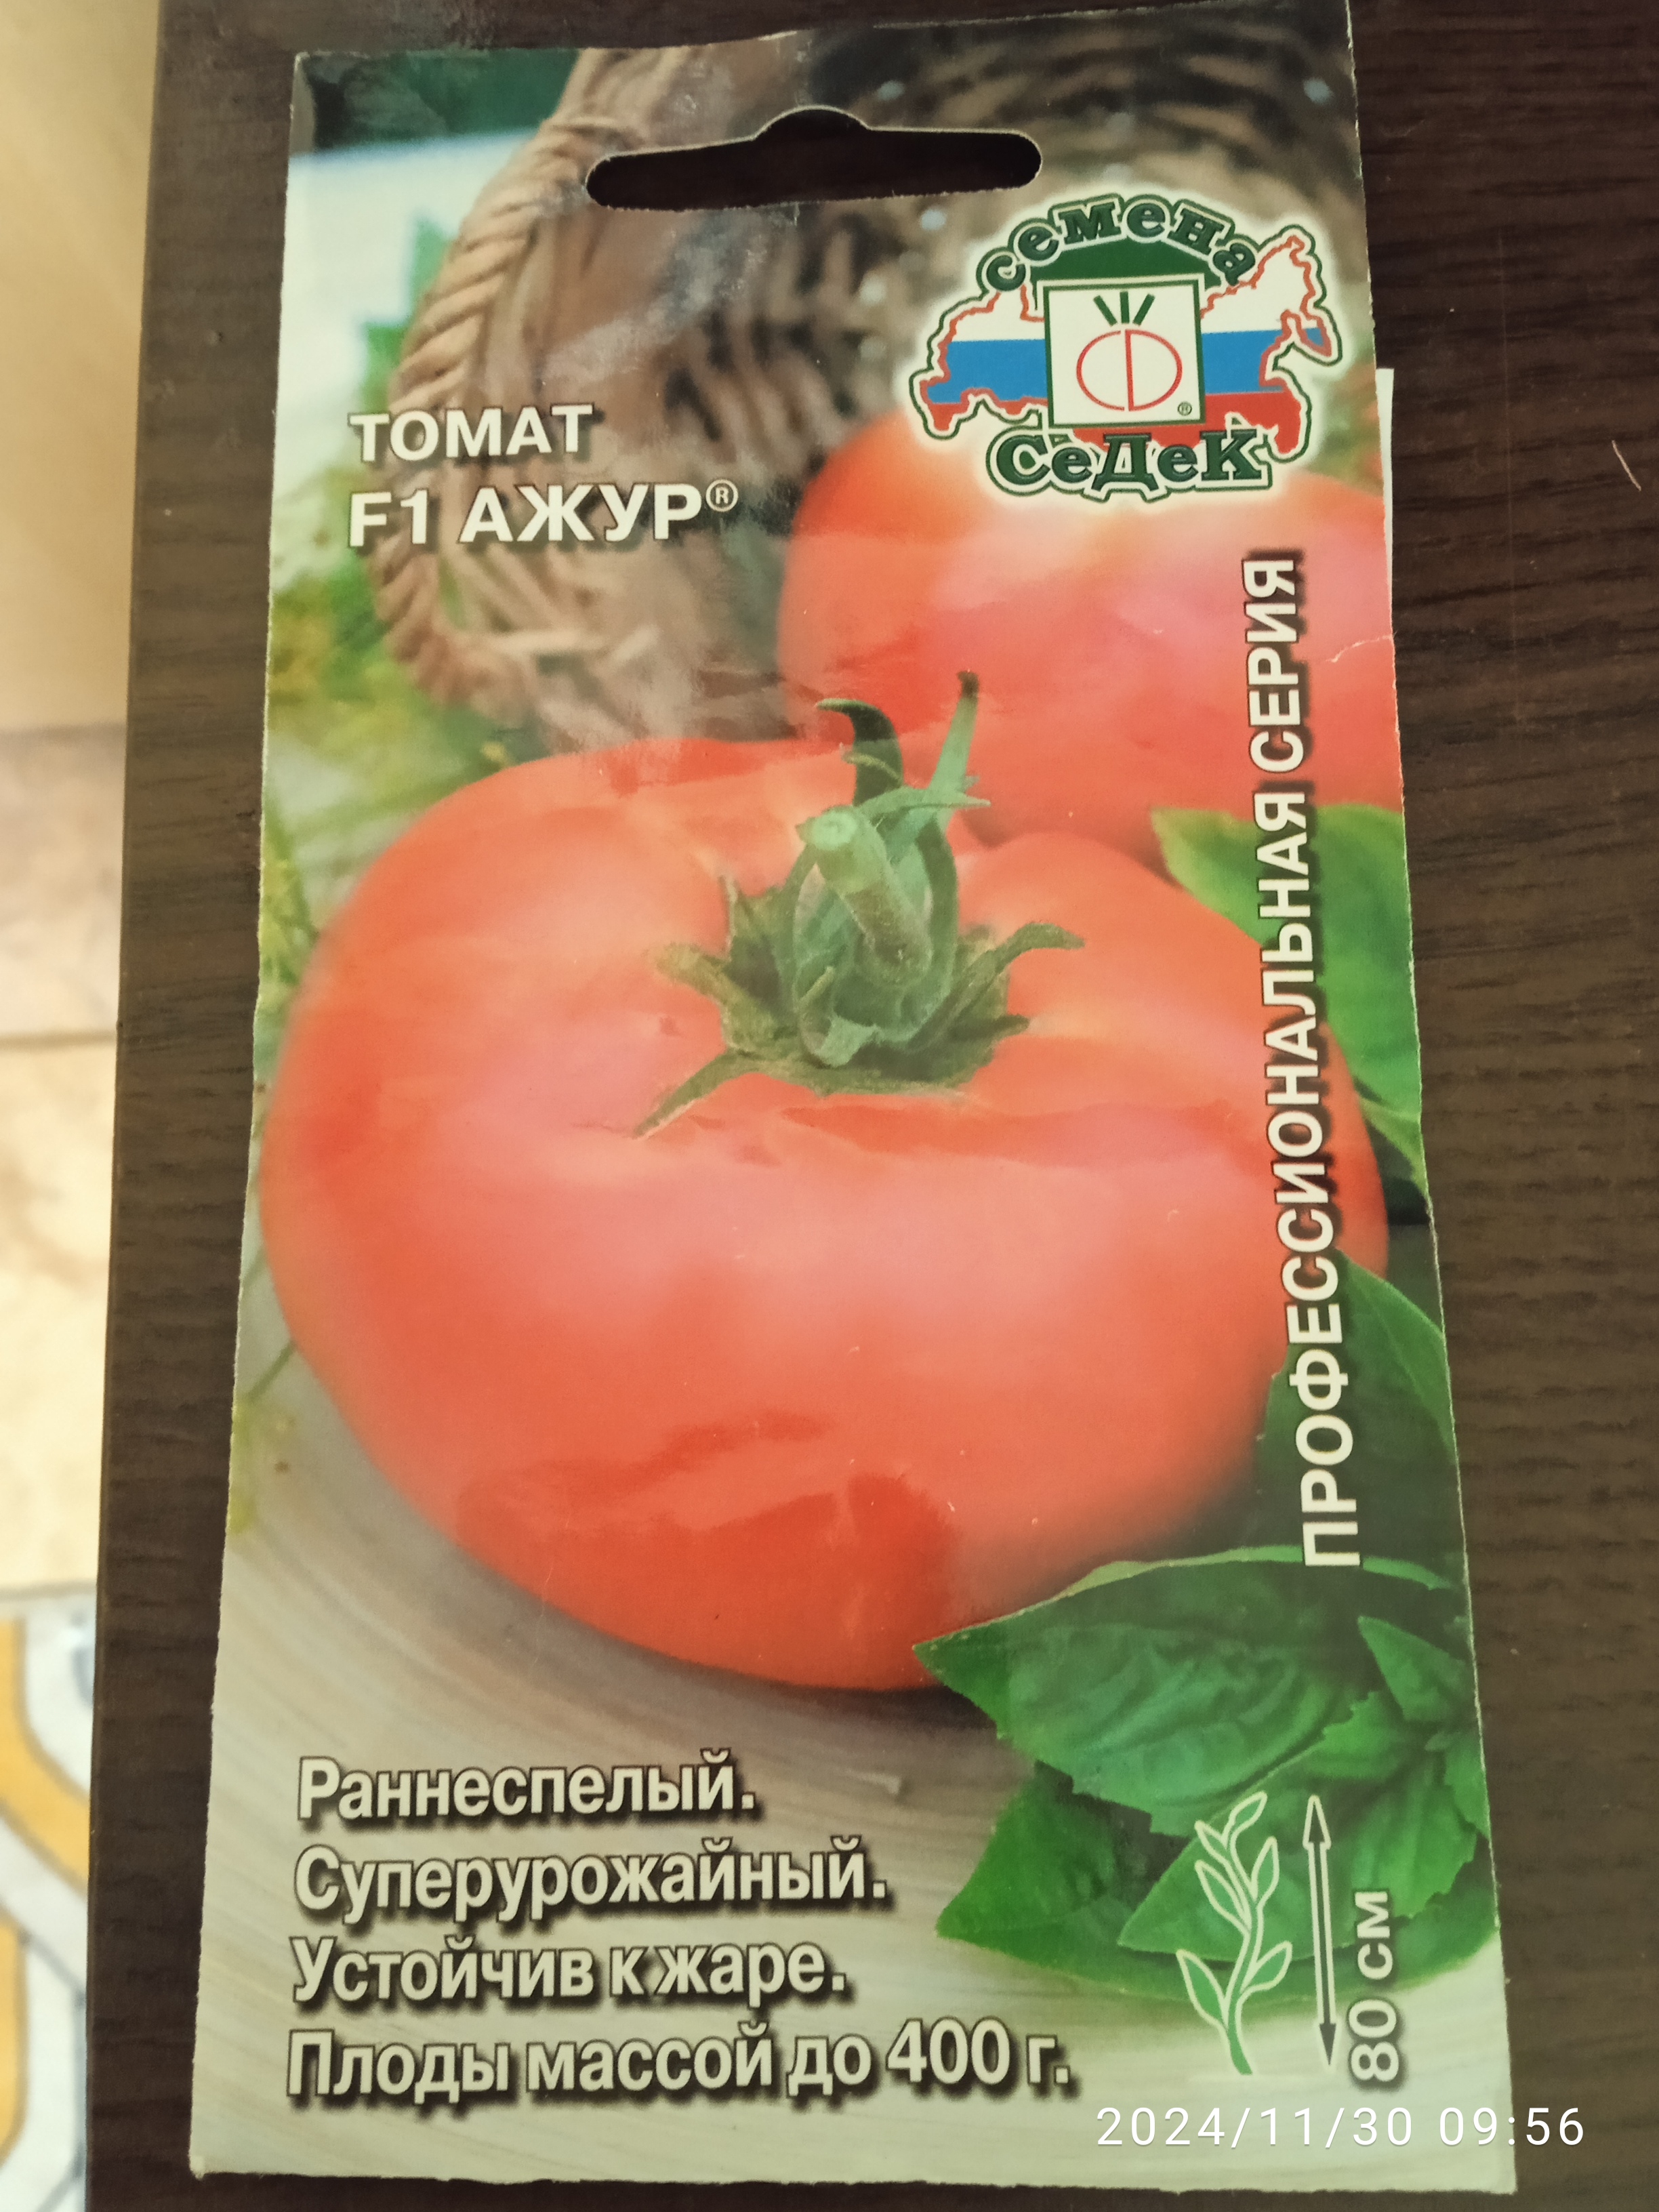 семена
СеДеК
ТОМАТ
F1 АЖУР®
ПРОФЕССИОНАЛЬНАЯ СЕРИЯ
Раннеспелый.
Суперурожайный.
Устойчив к жаре.
Плоды массой до 400 г.
80 см
2024/11/30 09:56